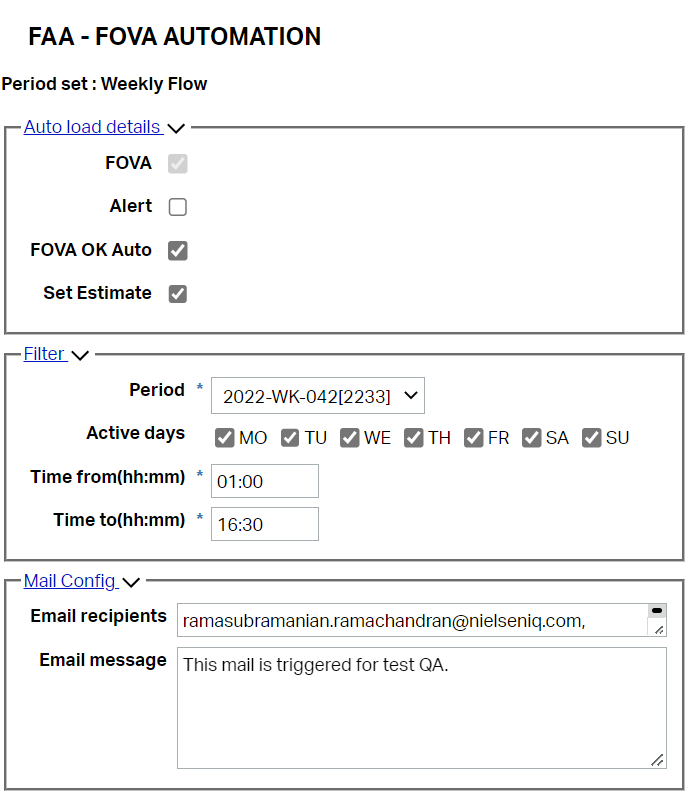 FAA - FOVA AUTOMATION
Period set : Weekly Flow
Auto load details
FOVA
Alert
FOVA OK Auto
Set Estimate
Filter
Period * 2022-WK-042[2233]
Active days MO TU WE TH FR SA SU
Time from(hh:mm) * 01:00
Time to(hh:mm) * 16:30
Mail Config
Email recipients ramasubramanian.ramachandran@nielseniq.com,
Email message This mail is triggered for test QA.